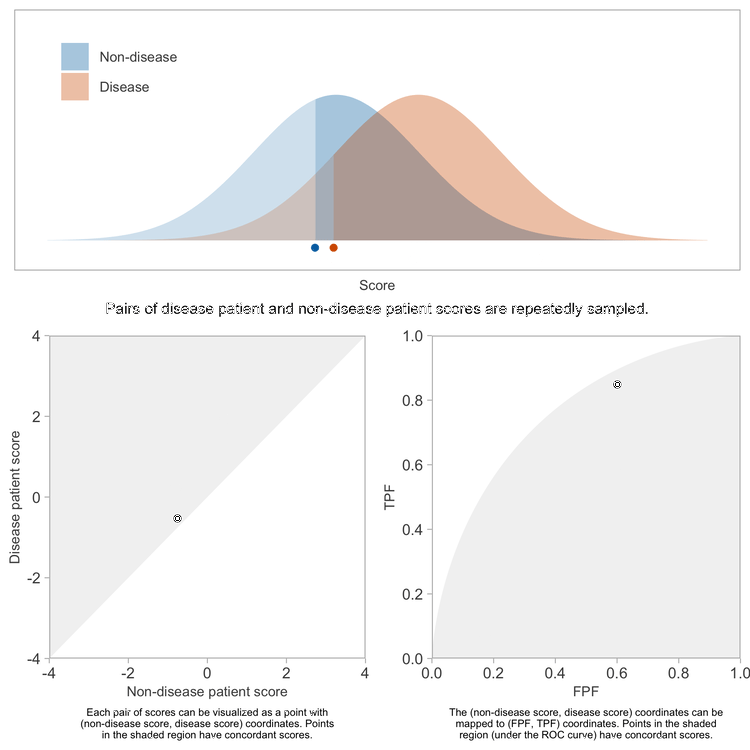 Non-disease
Disease
Score
Pairs of disease patient and non-disease patient scores are repeatedly sampled.
4
2
0
-2
-4
Disease patient score
-4
-2
0
2
4
Non-disease patient score
Each pair of scores can be visualized as a point with
(non-disease score, disease score) coordinates. Points
in the shaded region have concordant scores.
1.0
0.8
0.6
0.4
0.2
0.0
TPF
0.0
0.2
0.4
0.6
0.8
1.0
FPF
The (non-disease score, disease score) coordinates can be
mapped to (FPF, TPF) coordinates. Points in the shaded
region (under the ROC curve) have concordant scores.